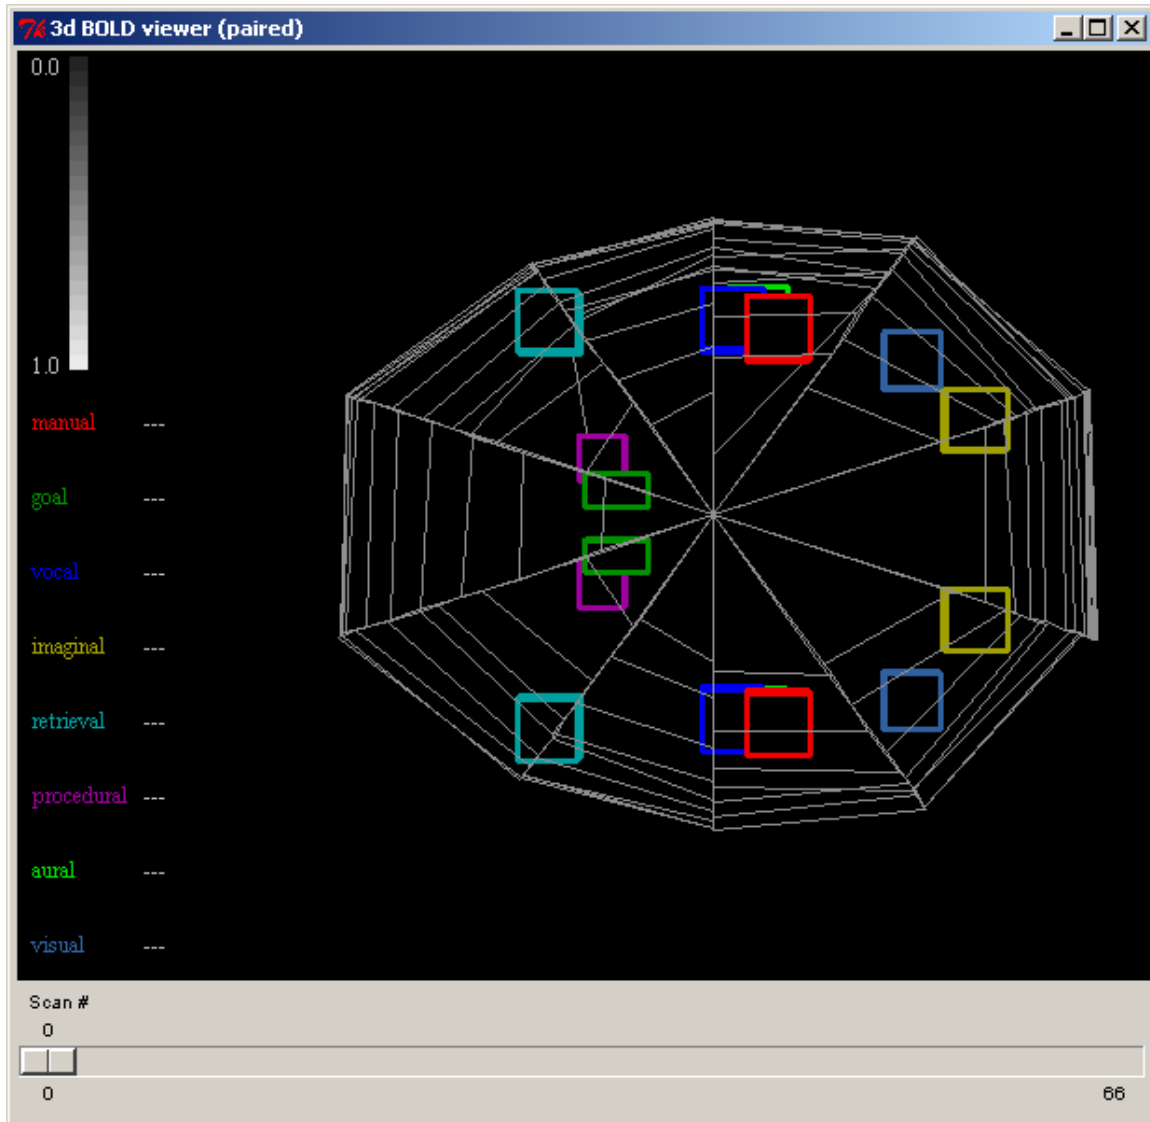 3d BOLD viewer (paired)
0.0
1.0
manual ---
goal ---
vocal ---
imaginal ---
retrieval ---
procedural ---
aural ---
visual ---
Scan #
0
0 66